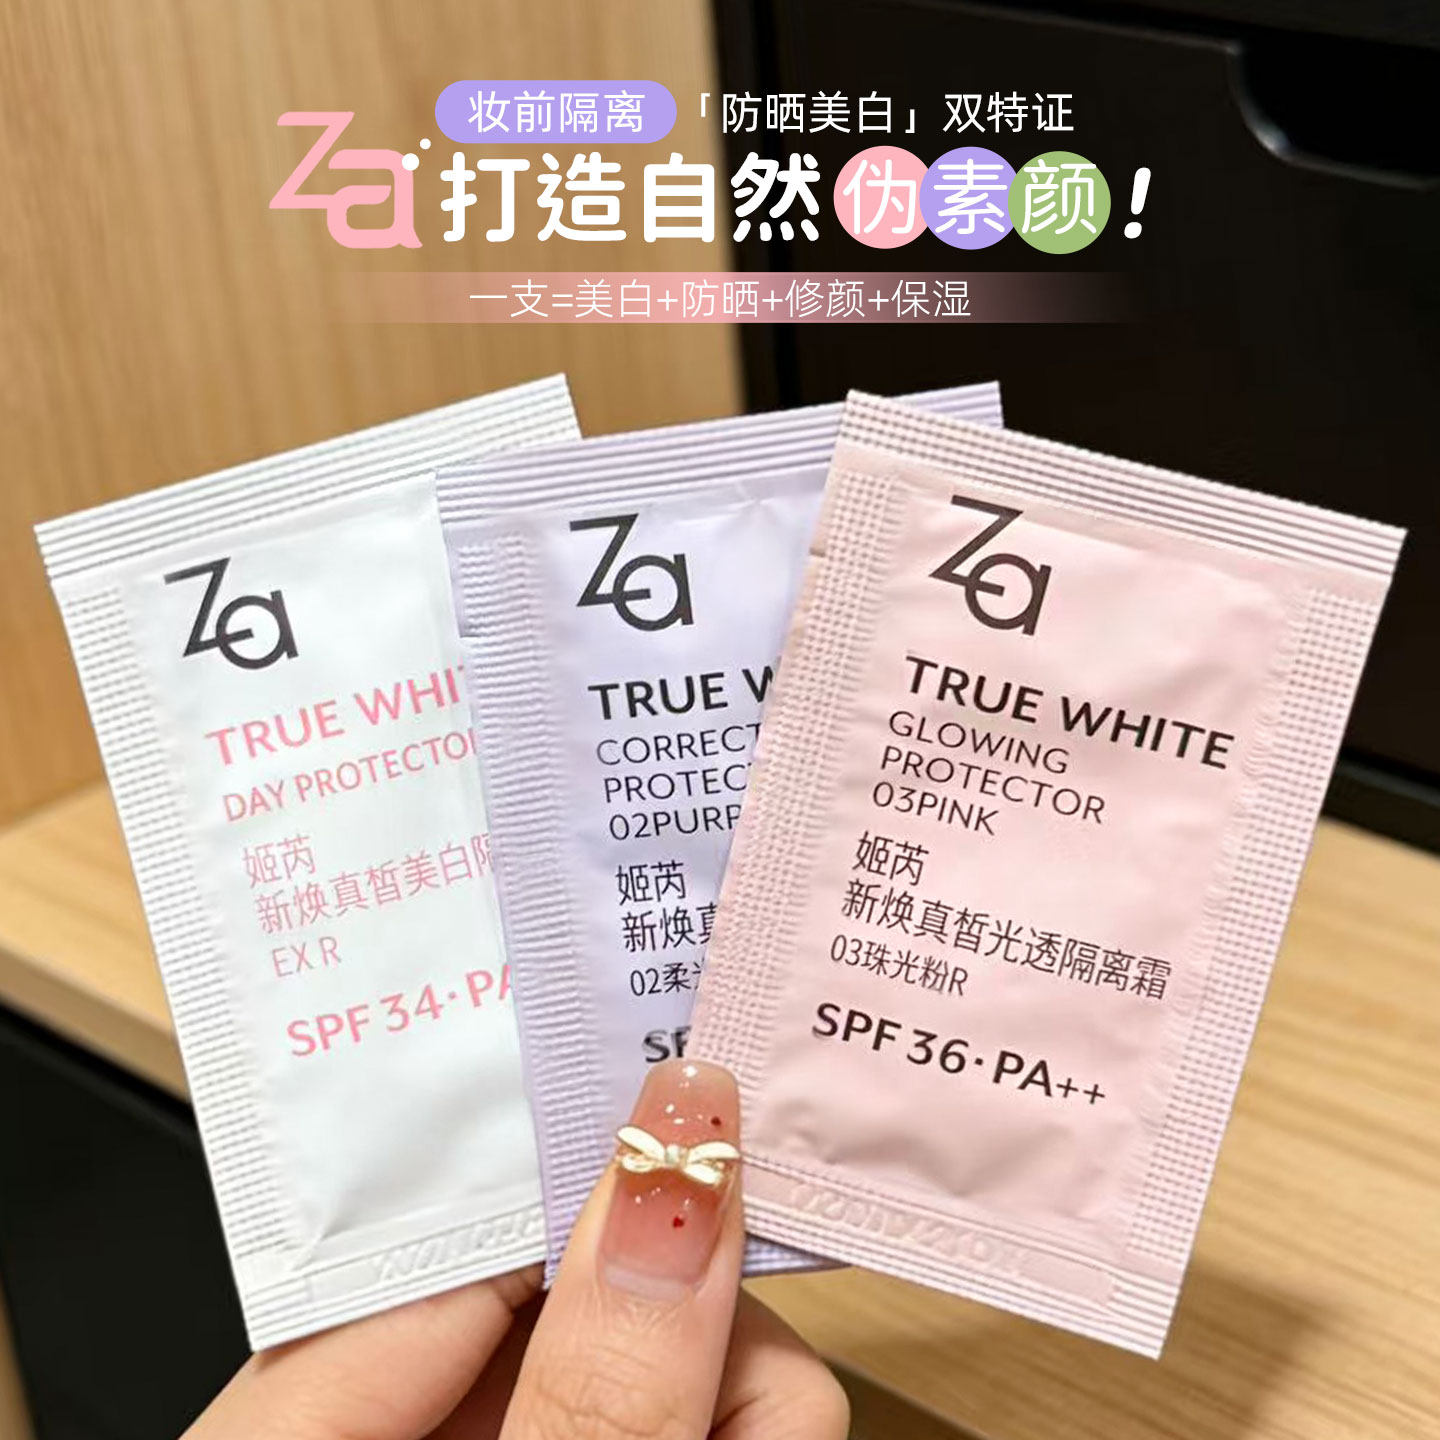 Za
妆前隔离 「防晒美白」双特证
打造自然伪素颜!
一支=美白+防晒+修颜+保湿
Za
TRUE WHI
DAY PROTECTOR
姬芮
新焕真皙美白隔
EX R
SPF 34·PA
Za
TRUE W
CORRECT
PROTEC
02PURP
姬芮
新焕真
02柔光
SP
Za
TRUE WHITE
GLOWING
PROTECTOR
03PINK
姬芮
新焕真皙光透隔离霜
03珠光粉R
SPF 36·PA++